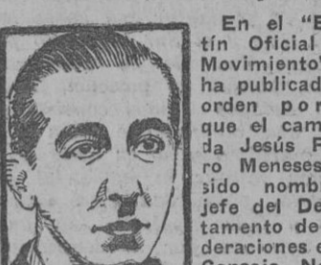 En el “B
tín Oficial
Movimiento"
ha publicad
orden por
que el cam
da Jesús R
ro Meneses
sido nomb
jefe del De
tamento de
deraciones e
Consejo N